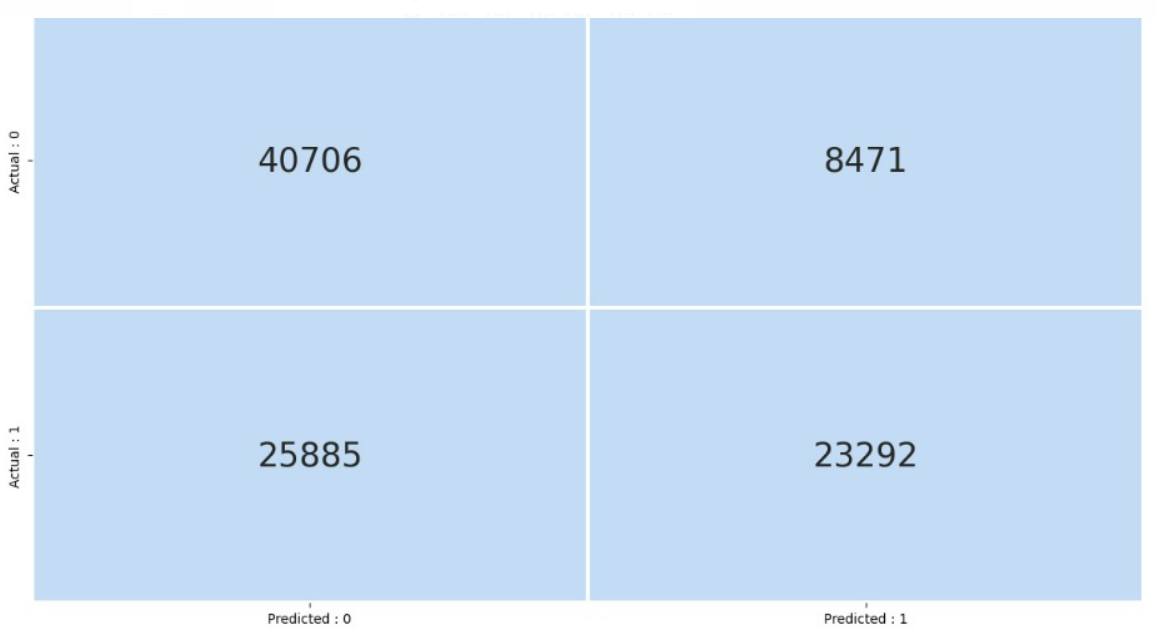 Actual : 0
40706
8471
Actual : 1
25885
23292
Predicted : 0
Predicted : 1